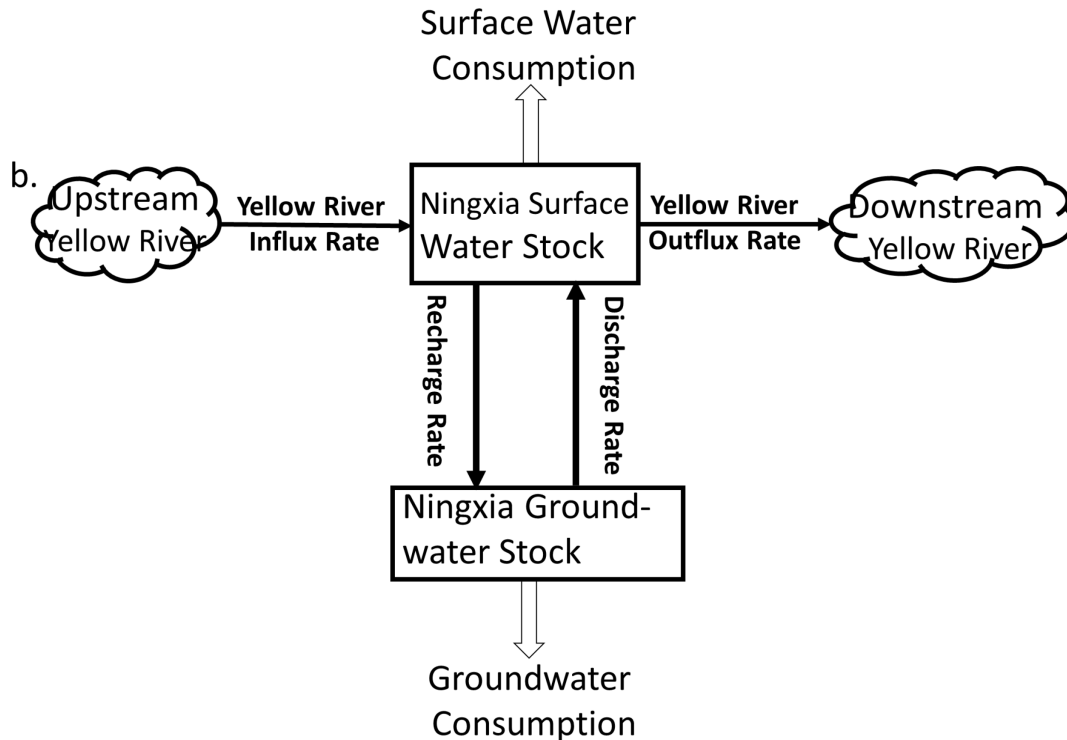 Surface Water
Consumption
b.
Upstream
Yellow River
Yellow River
Influx Rate
Ningxia Surface
Water Stock
Yellow River
Outflux Rate
Downstream
Yellow River
Recharge Rate
Discharge Rate
Ningxia Ground-
water Stock
Groundwater
Consumption